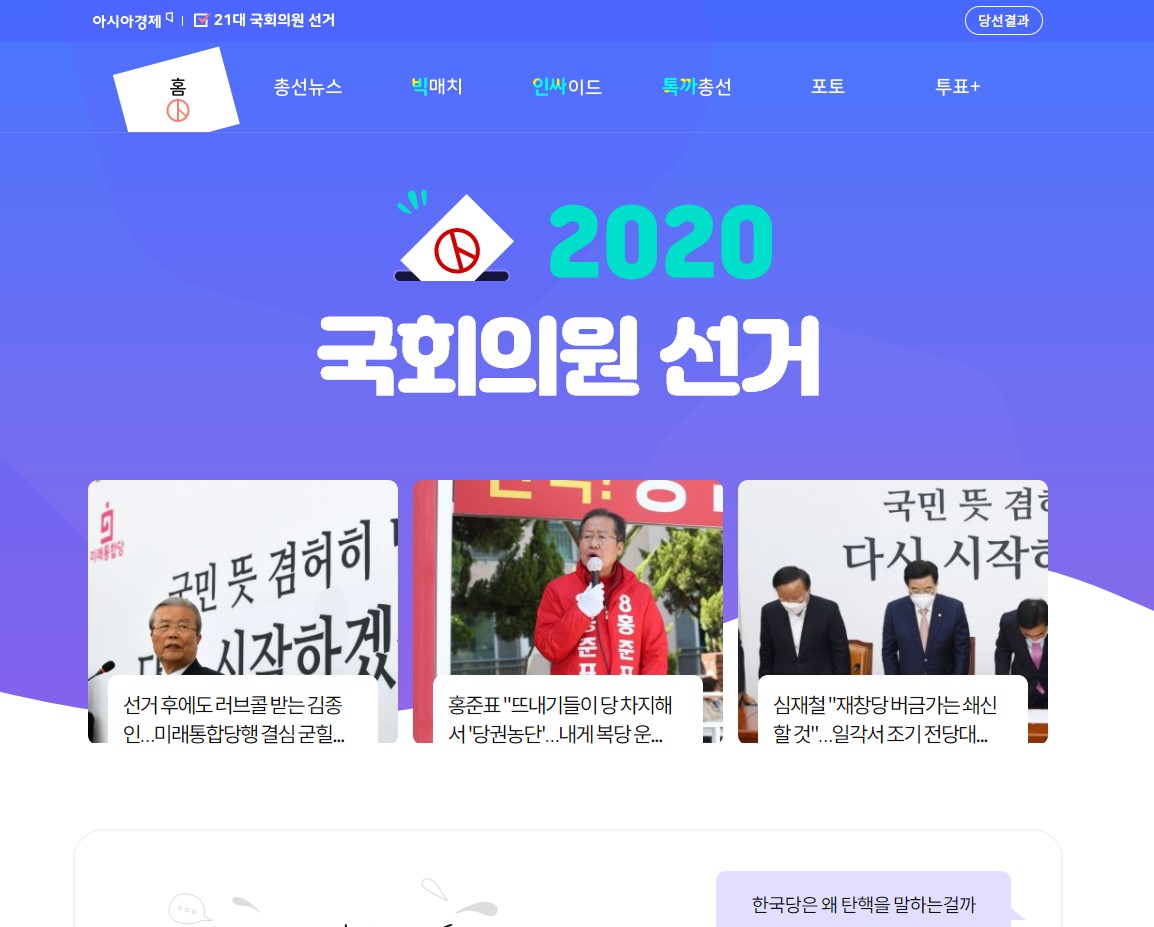 아시아경제
21대 국회의원 선거
당선결과
홈
총선뉴스
빅매치
인싸이드
톡까총선
포토
투표+
2020
국회의원 선거
미래통합당
국민 뜻 겸허히
시작하겠
선거 후에도 러브콜 받는 김종
인...미래통합당행 결심 굳힐...
8
홍준표
홍준표 "뜨내기들이 당 차지해
서 '당권농단'...내게 복당 운...
국민 뜻 겸허
다시 시작하
심재철 "재창당 버금가는 쇄신
할 것"...일각서 조기 전당대...
한국당은 왜 탄핵을 말하는걸까